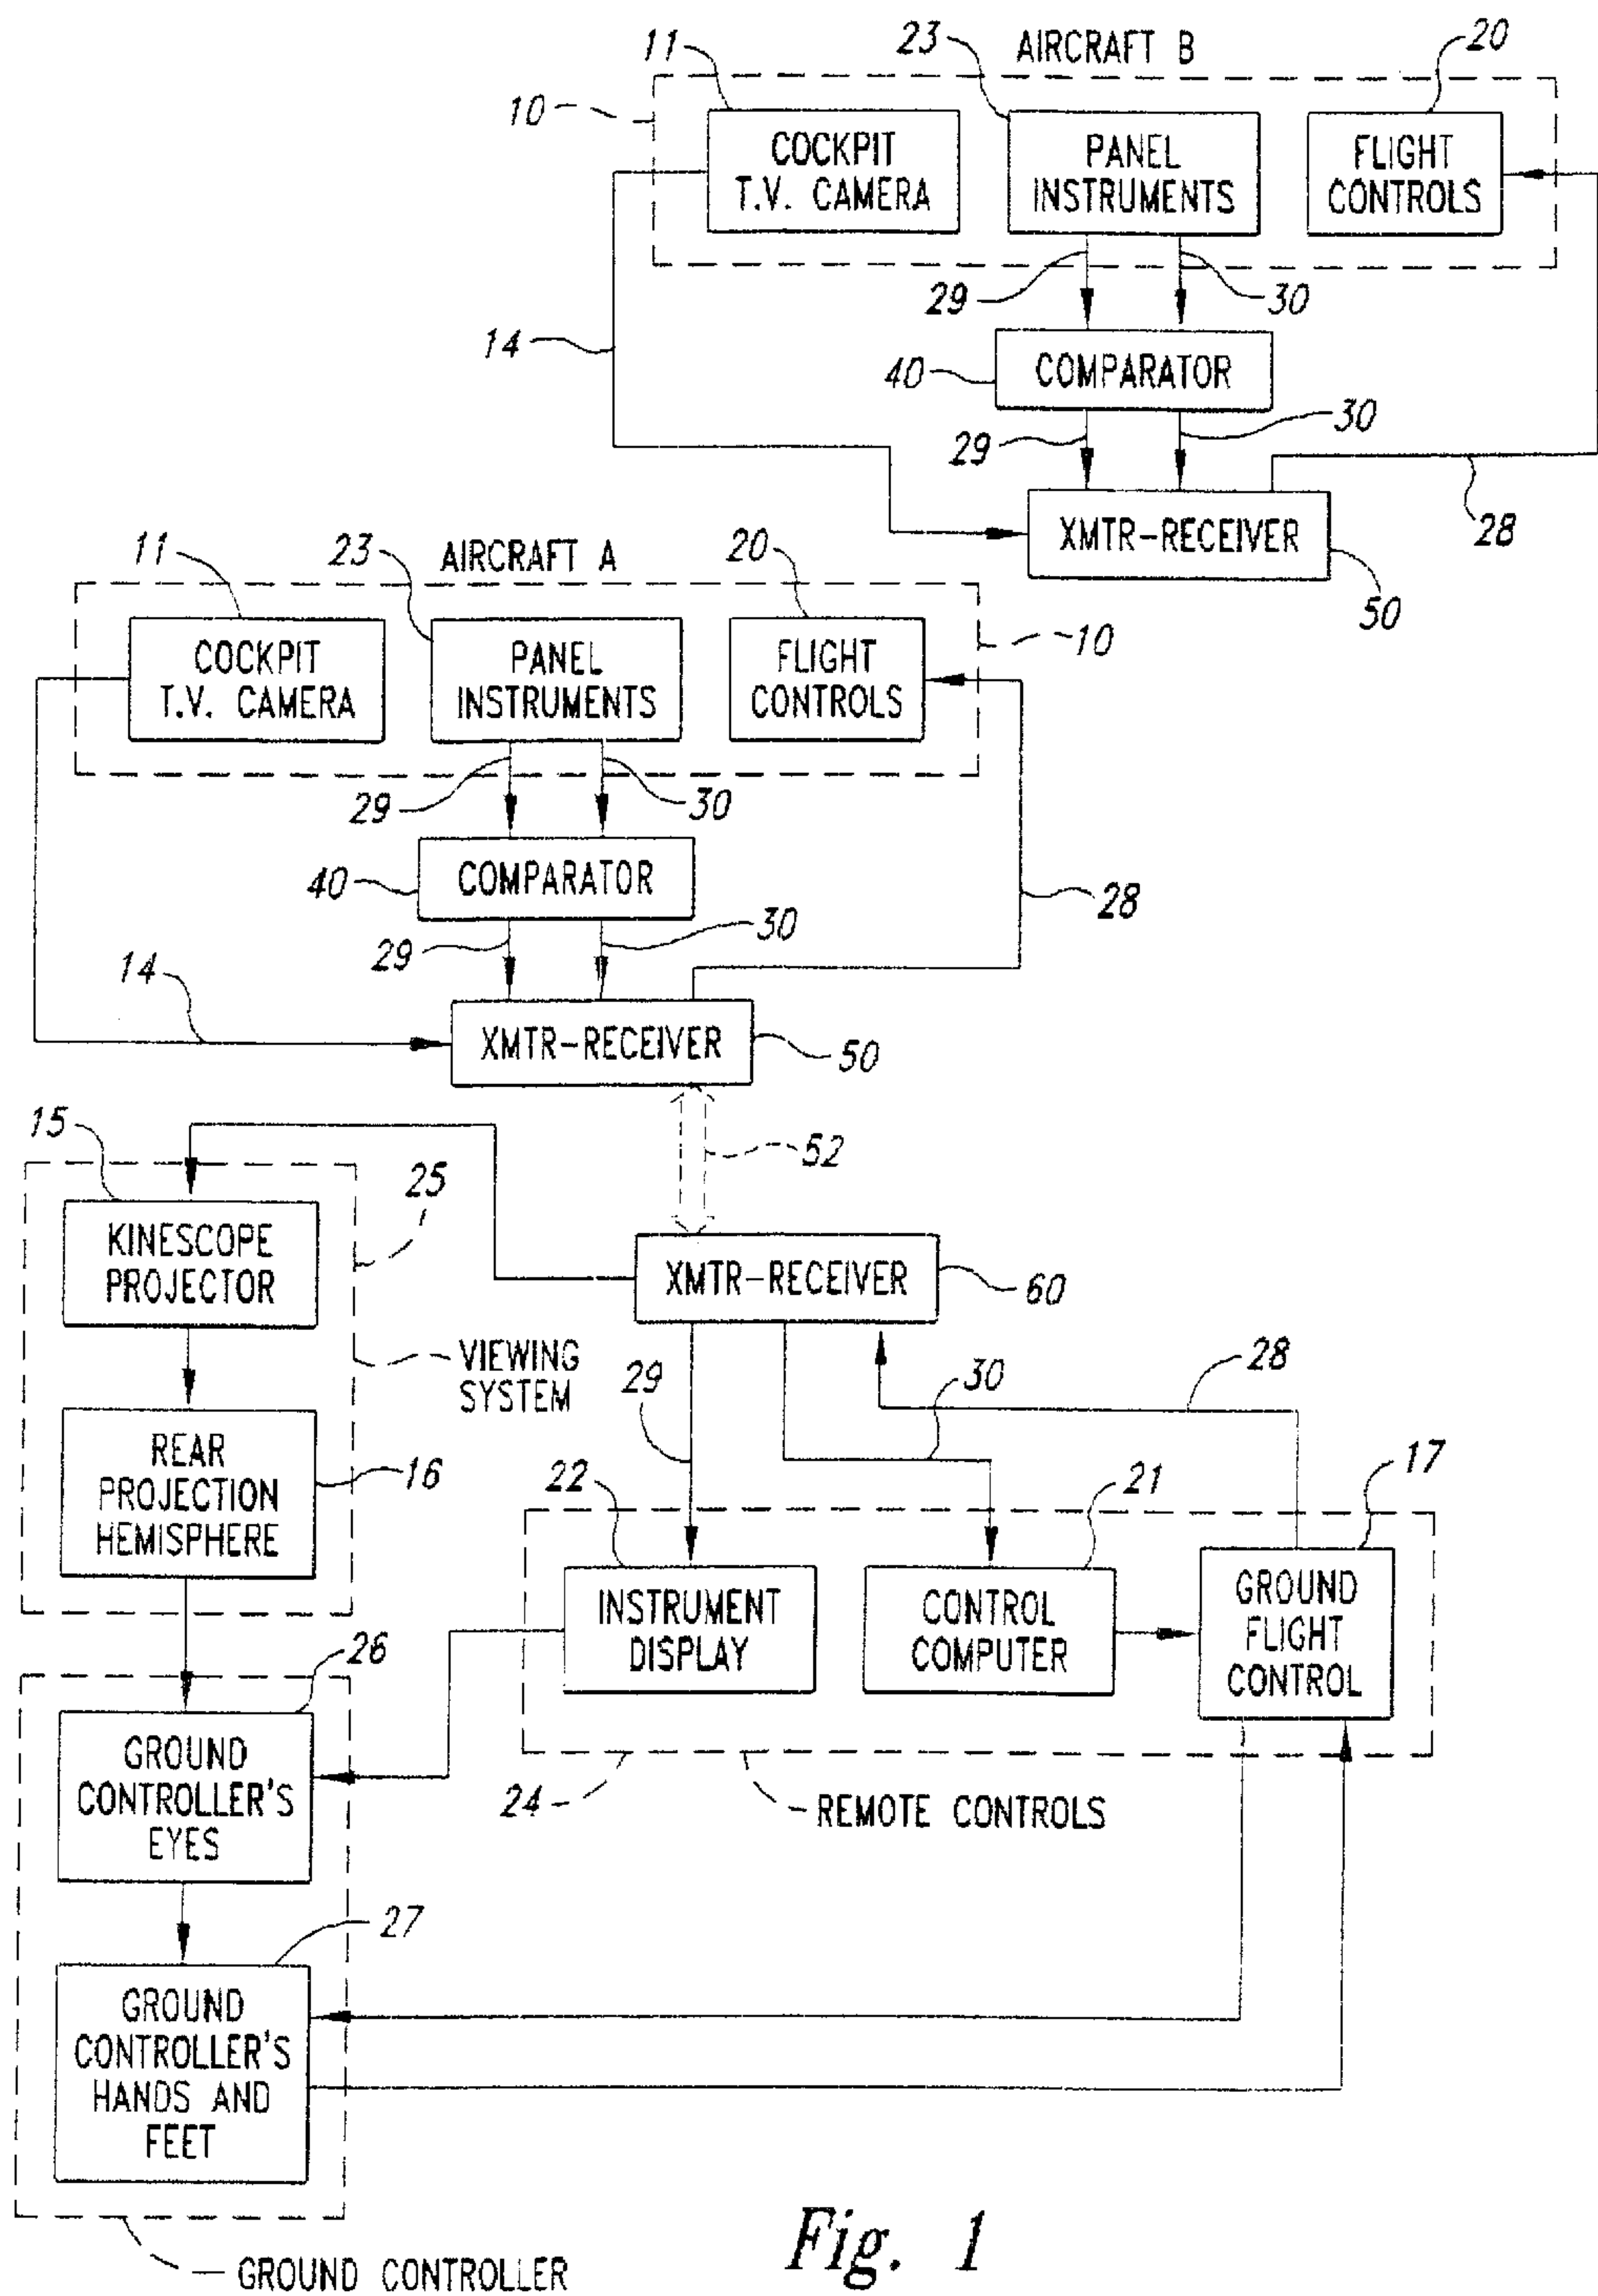 11
23
AIRCRAFT B
20
10
COCKPIT
T.V. CAMERA
PANEL
INSTRUMENTS
FLIGHT
CONTROLS
29
30
14
40
COMPARATOR
29
30
28
XMTR-RECEIVER
50
11
23
AIRCRAFT A
20
10
COCKPIT
T.V. CAMERA
PANEL
INSTRUMENTS
FLIGHT
CONTROLS
29
30
40
COMPARATOR
28
29
30
14
XMTR-RECEIVER
50
15
52
25
KINESCOPE
PROJECTOR
XMTR-RECEIVER
60
VIEWING
SYSTEM
29
30
28
REAR
PROJECTION
HEMISPHERE
16
22
21
17
INSTRUMENT
DISPLAY
CONTROL
COMPUTER
GROUND
FLIGHT
CONTROL
26
GROUND
CONTROLLER'S
EYES
24
REMOTE CONTROLS
27
GROUND
CONTROLLER'S
HANDS AND
FEET
GROUND CONTROLLER
Fig. 1